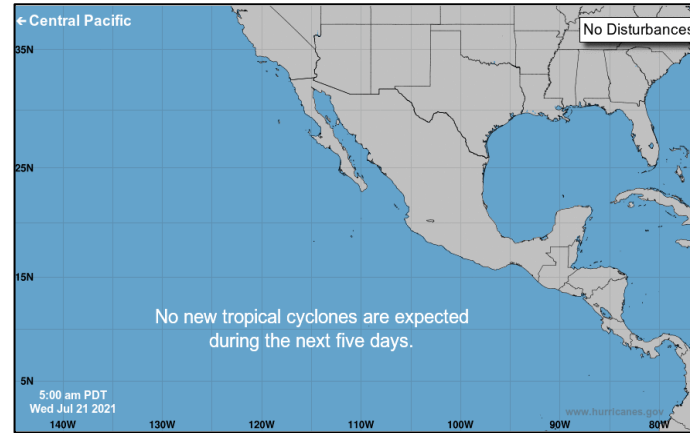 ← Central Pacific
No Disturbances
35N
25N
15N
No new tropical cyclones are expected
during the next five days.
5N
5:00 am PDT
Wed Jul 21 2021
www.hurricanes.gov
140W
130W
120W
110W
100W
90W
80W